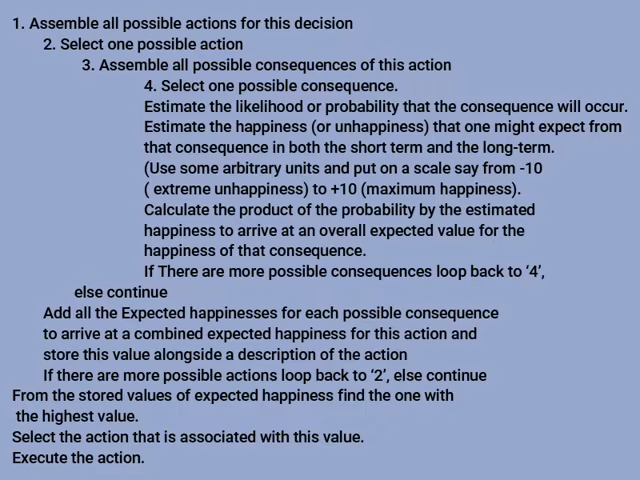 1. Assemble all possible actions for this decision
2. Select one possible action
3. Assemble all possible consequences of this action
4. Select one possible consequence.
Estimate the likelihood or probability that the consequence will occur.
Estimate the happiness (or unhappiness) that one might expect from
that consequence in both the short term and the long-term.
(Use some arbitrary units and put on a scale say from -10
( extreme unhappiness) to +10 (maximum happiness).
Calculate the product of the probability by the estimated
happiness to arrive at an overall expected value for the
happiness of that consequence.
If There are more possible consequences loop back to ‘4’,
else continue
Add all the Expected happinesses for each possible consequence
to arrive at a combined expected happiness for this action and
store this value alongside a description of the action
If there are more possible actions loop back to ‘2’, else continue
From the stored values of expected happiness find the one with
the highest value.
Select the action that is associated with this value.
Execute the action.